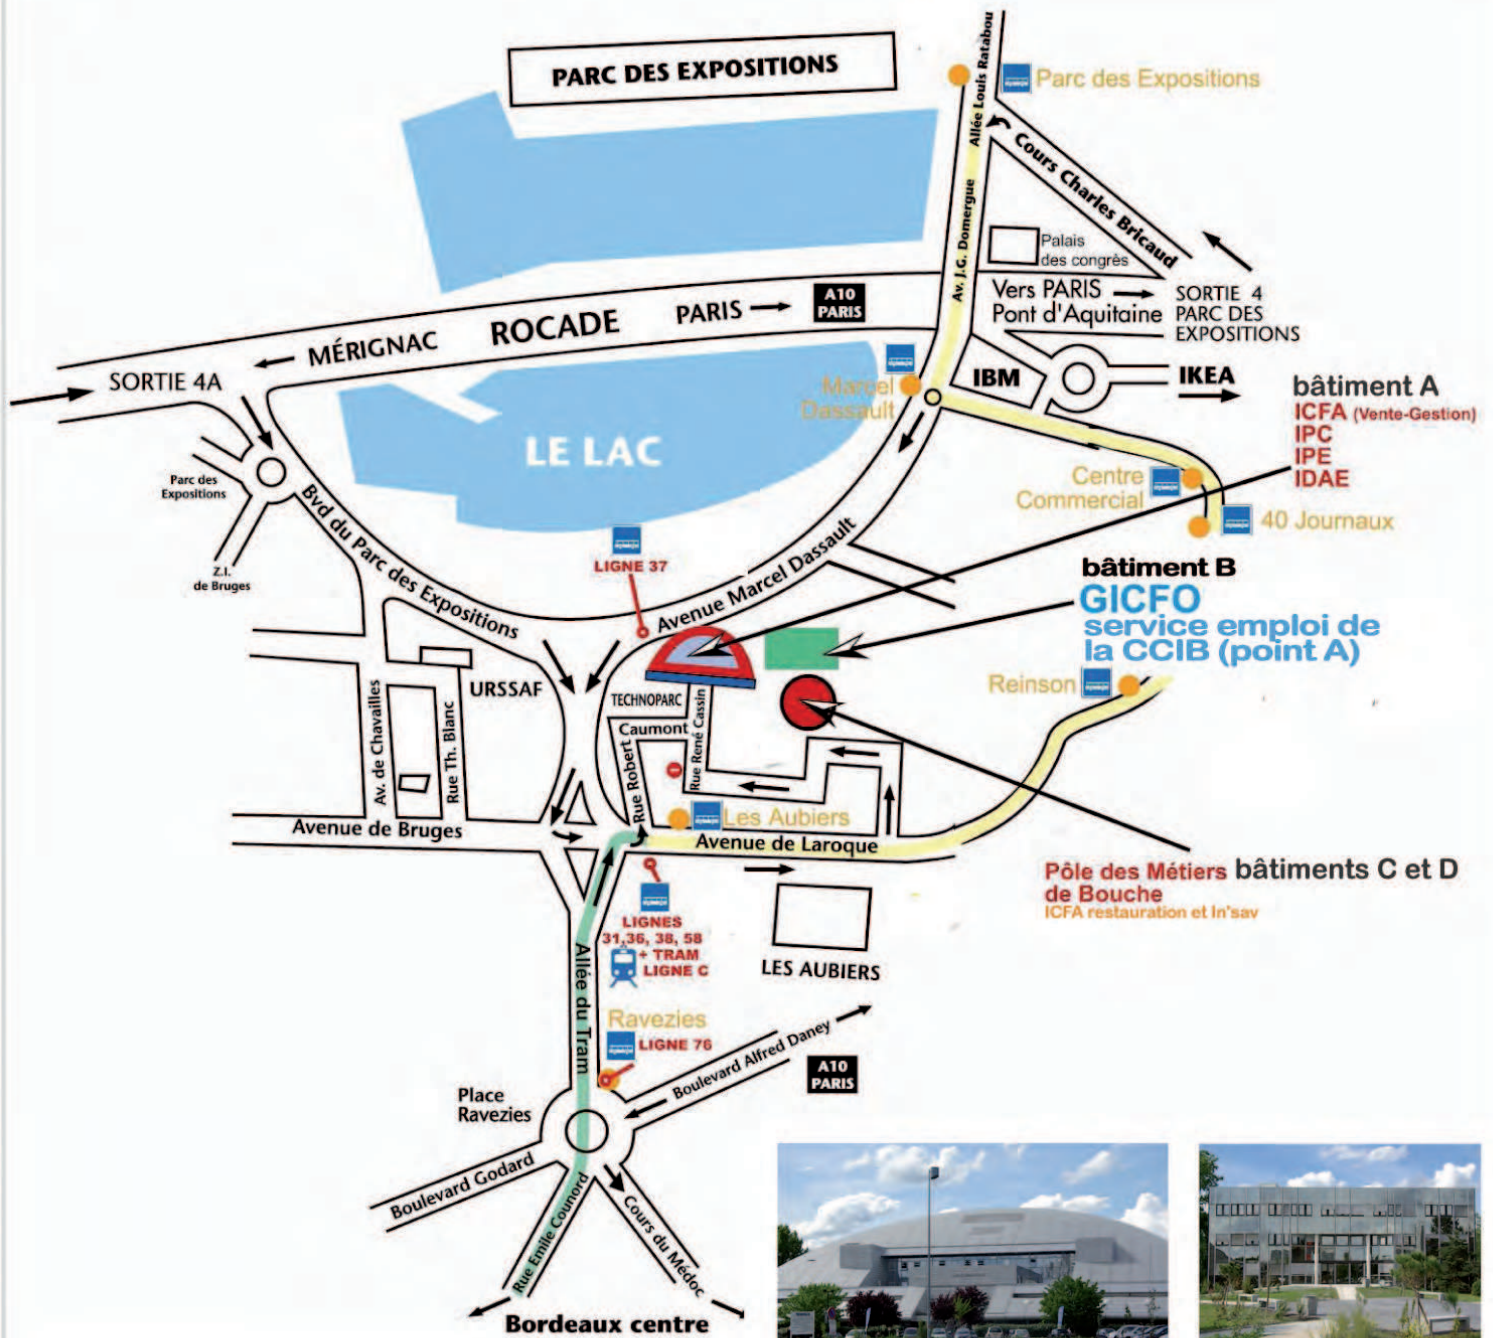 PARC DES EXPOSITIONS
Allée Louis Ratabou
Parc des Expositions
Cours Charles Bricaud
Av. J.G. Domergue
Palais
des congrès
Vers PARIS
Pont d'Aquitaine
SORTIE 4
PARC DES
EXPOSITIONS
A10
PARIS
PARIS
ROCADE
MÉRIGNAC
SORTIE 4A
IBM
IKEA
Marcel
Dassault
LE LAC
bâtiment A
ICFA (Vente-Gestion)
IPC
IPE
IDAE
Centre
Commercial
40 Journaux
Parc des
Expositions
Z.I.
de Bruges
Bvd du Parc des Expositions
LIGNE 37
Avenue Marcel Dassault
bâtiment B
GICFO
service emploi de
la CCIB (point A)
Reinson
URSSAF
TECHNOPARC
Caumont
Rue Robert
Rue René Cassin
Av. de Chavailles
Rue Th. Blanc
Les Aubiers
Avenue de Bruges
Avenue de Laroque
Pôle des Métiers bâtiments C et D
de Bouche
ICFA restauration et In'sav
LIGNES
31,36, 38, 58
+ TRAM
LIGNE C
LES AUBIERS
Allée du Tram
Ravezies
LIGNE 76
Boulevard Alfred Daney
A10
PARIS
Place
Ravezies
Boulevard Godard
Rue Emile Counord
Cours du Médoc
Bordeaux centre